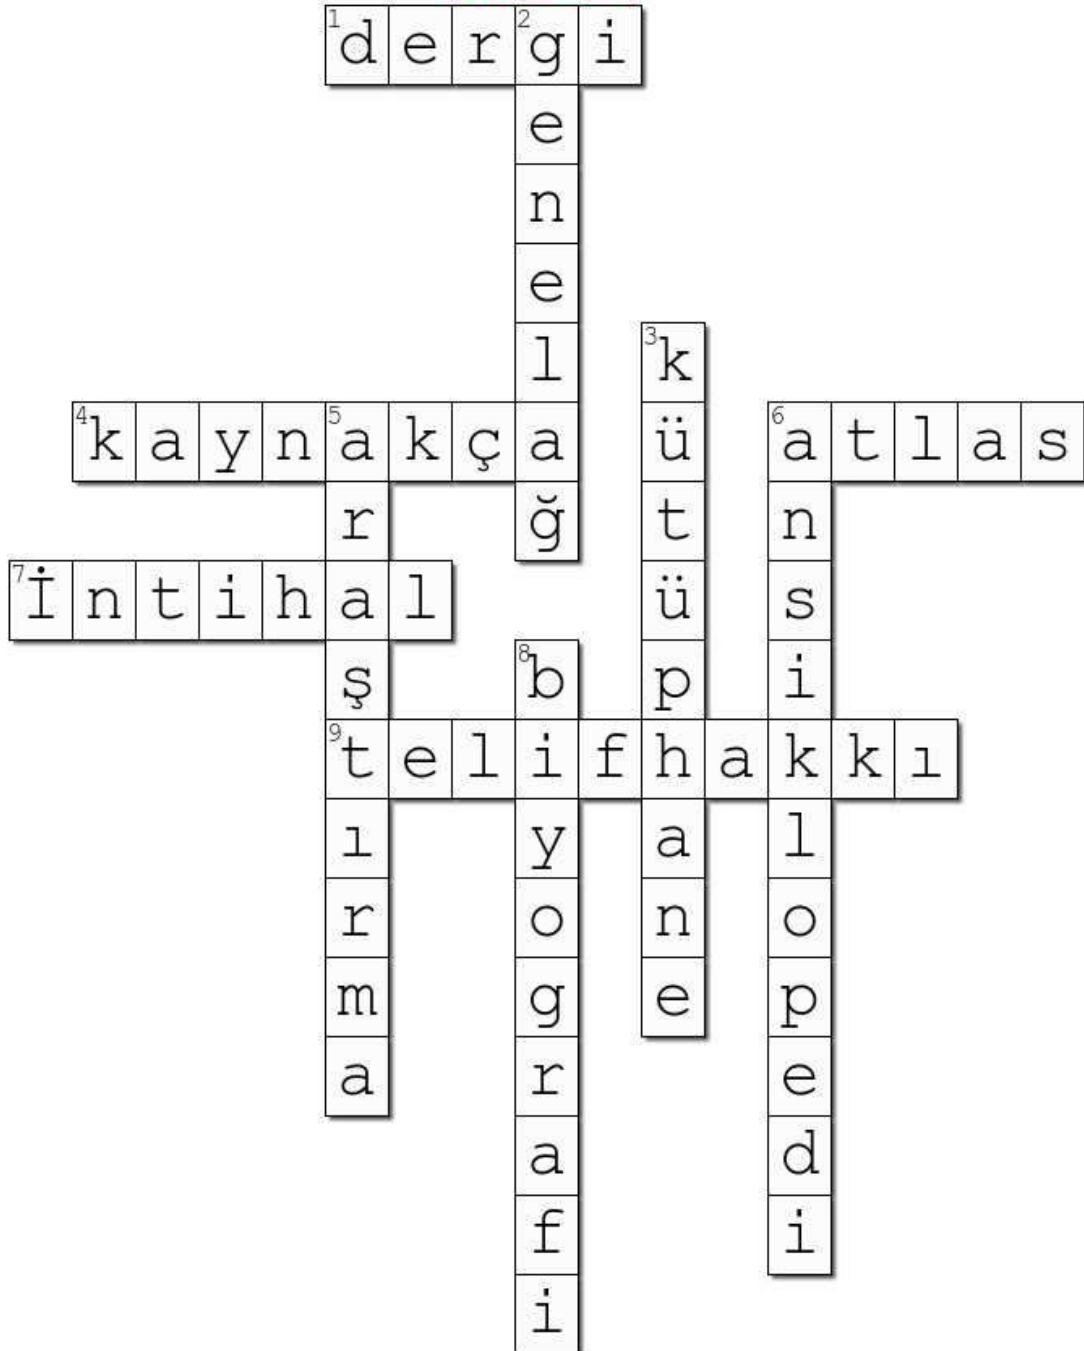 1 dergi
2 genelağ
3 kütüphane
4 kaynakça
5 araştırma
6 atlas
6 ansiklopedi
7 İntihal
8 biyografi
9 telifhakkı